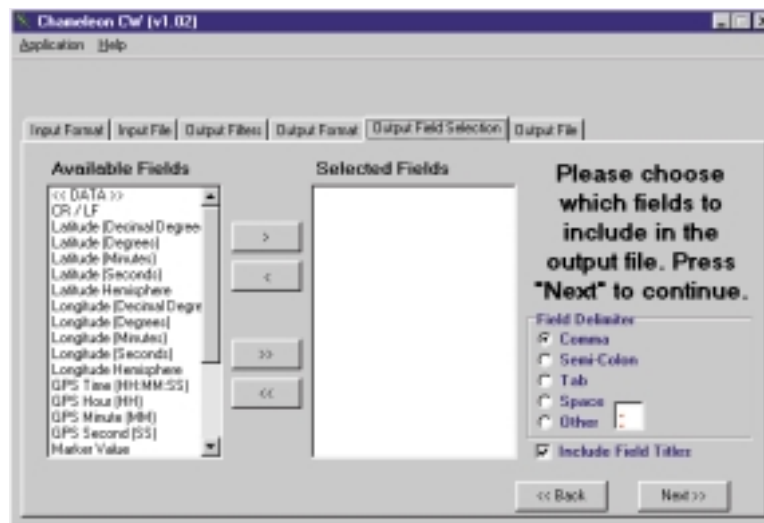 Chameleon CW (v1.02)
Application Help
Input Format Input File Output Filters Output Format Output Field Selection Output File
Available Fields
<< DATA >>
CR / LF
Latitude (Decimal Degree
Latitude (Degrees)
Latitude (Minutes)
Latitude (Seconds)
Latitude Hemisphere
Longitude (Decimal Degre
Longitude (Degrees)
Longitude (Minutes)
Longitude (Seconds)
Longitude Hemisphere
GPS Time (HH:MM:SS)
GPS Hour (HH)
GPS Minute (MM)
GPS Second (SS)
Marker Value
>
<
>>
<<
Selected Fields
Please choose
which fields to
include in the
output file. Press
"Next" to continue.
Field Delimiter
Comma
Semi-Colon
Tab
Space
Other
Include Field Titles
<< Back
Next >>